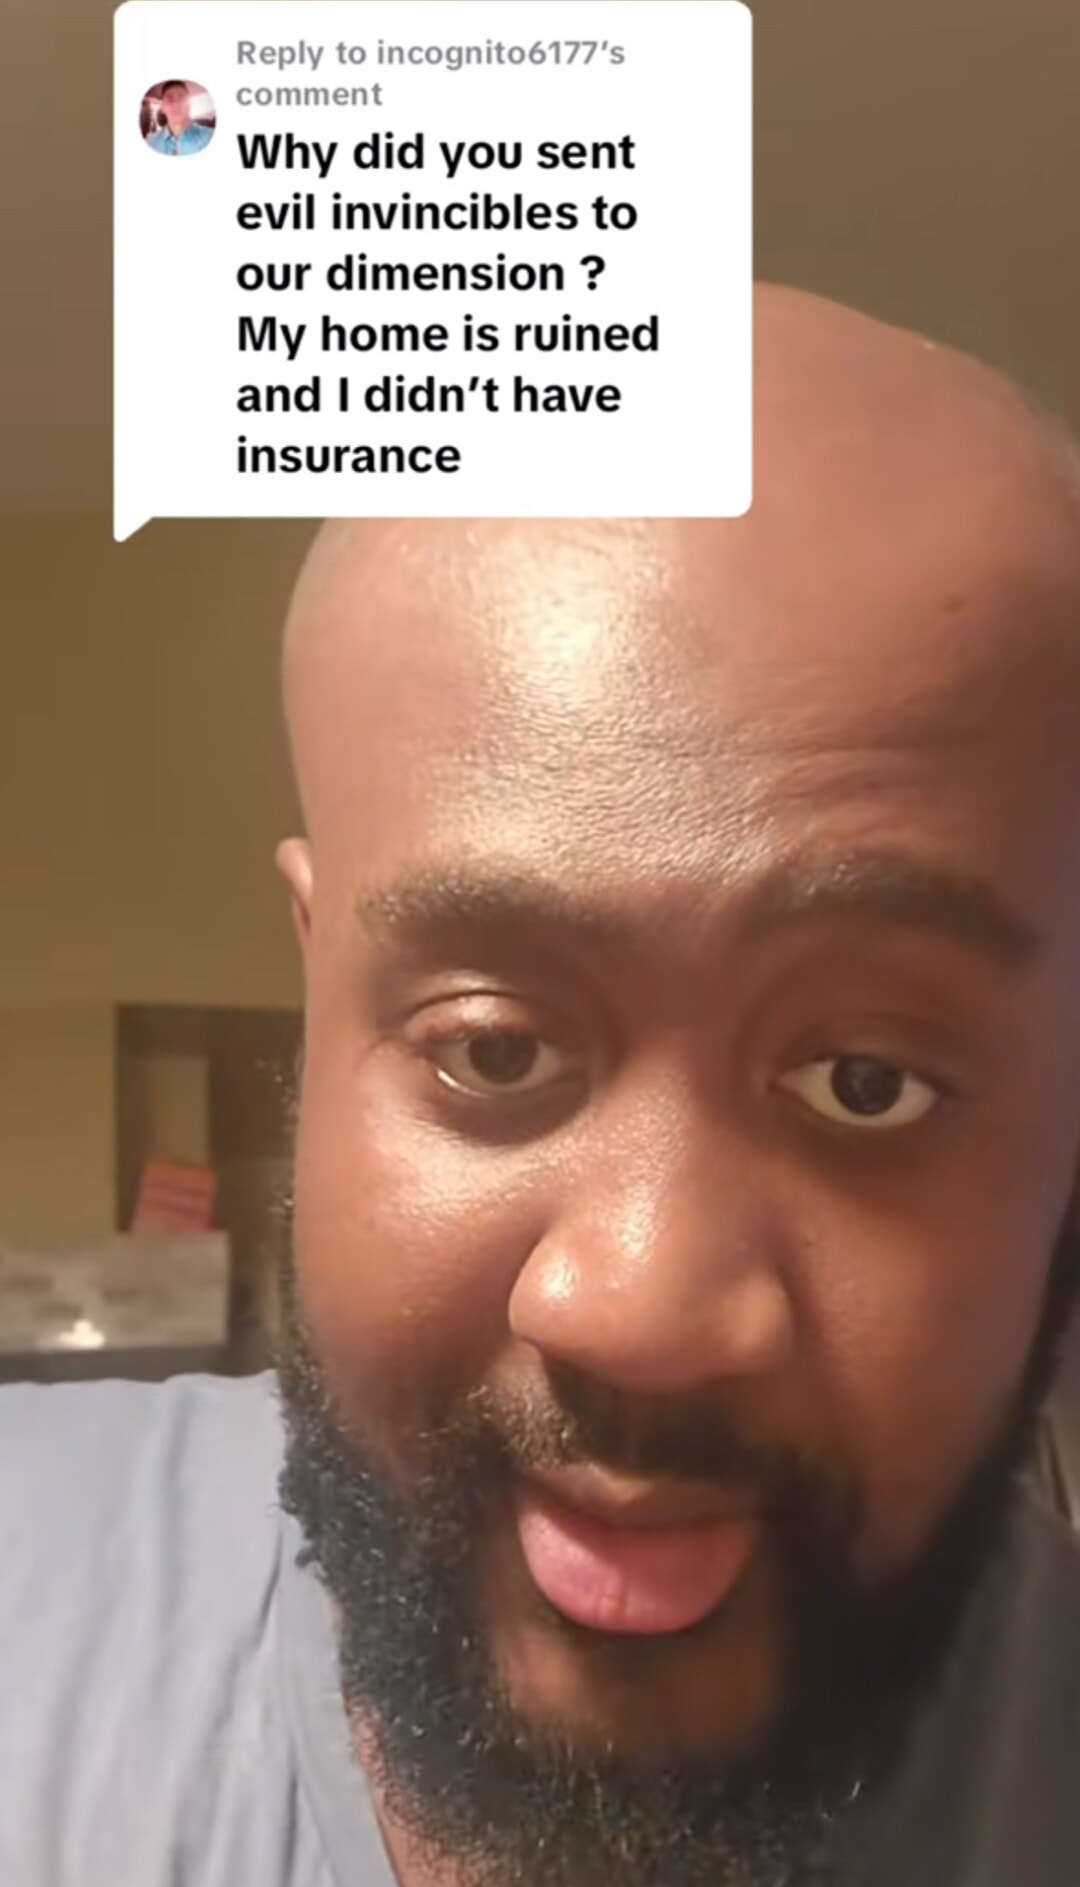 Reply to incognito6177's
comment
Why did you sent
evil invincibles to
our dimension ?
My home is ruined
and I didn't have
insurance